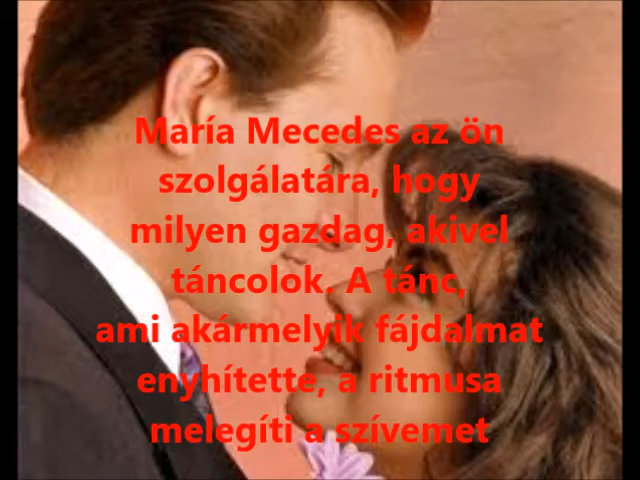 María Mecedes az ön
szolgálatára, hogy
milyen gazdag, akivel
táncolok. A tánc,
ami akármelyik fájdalmat
enyhítette, a ritmusa
melegíti a szívemet